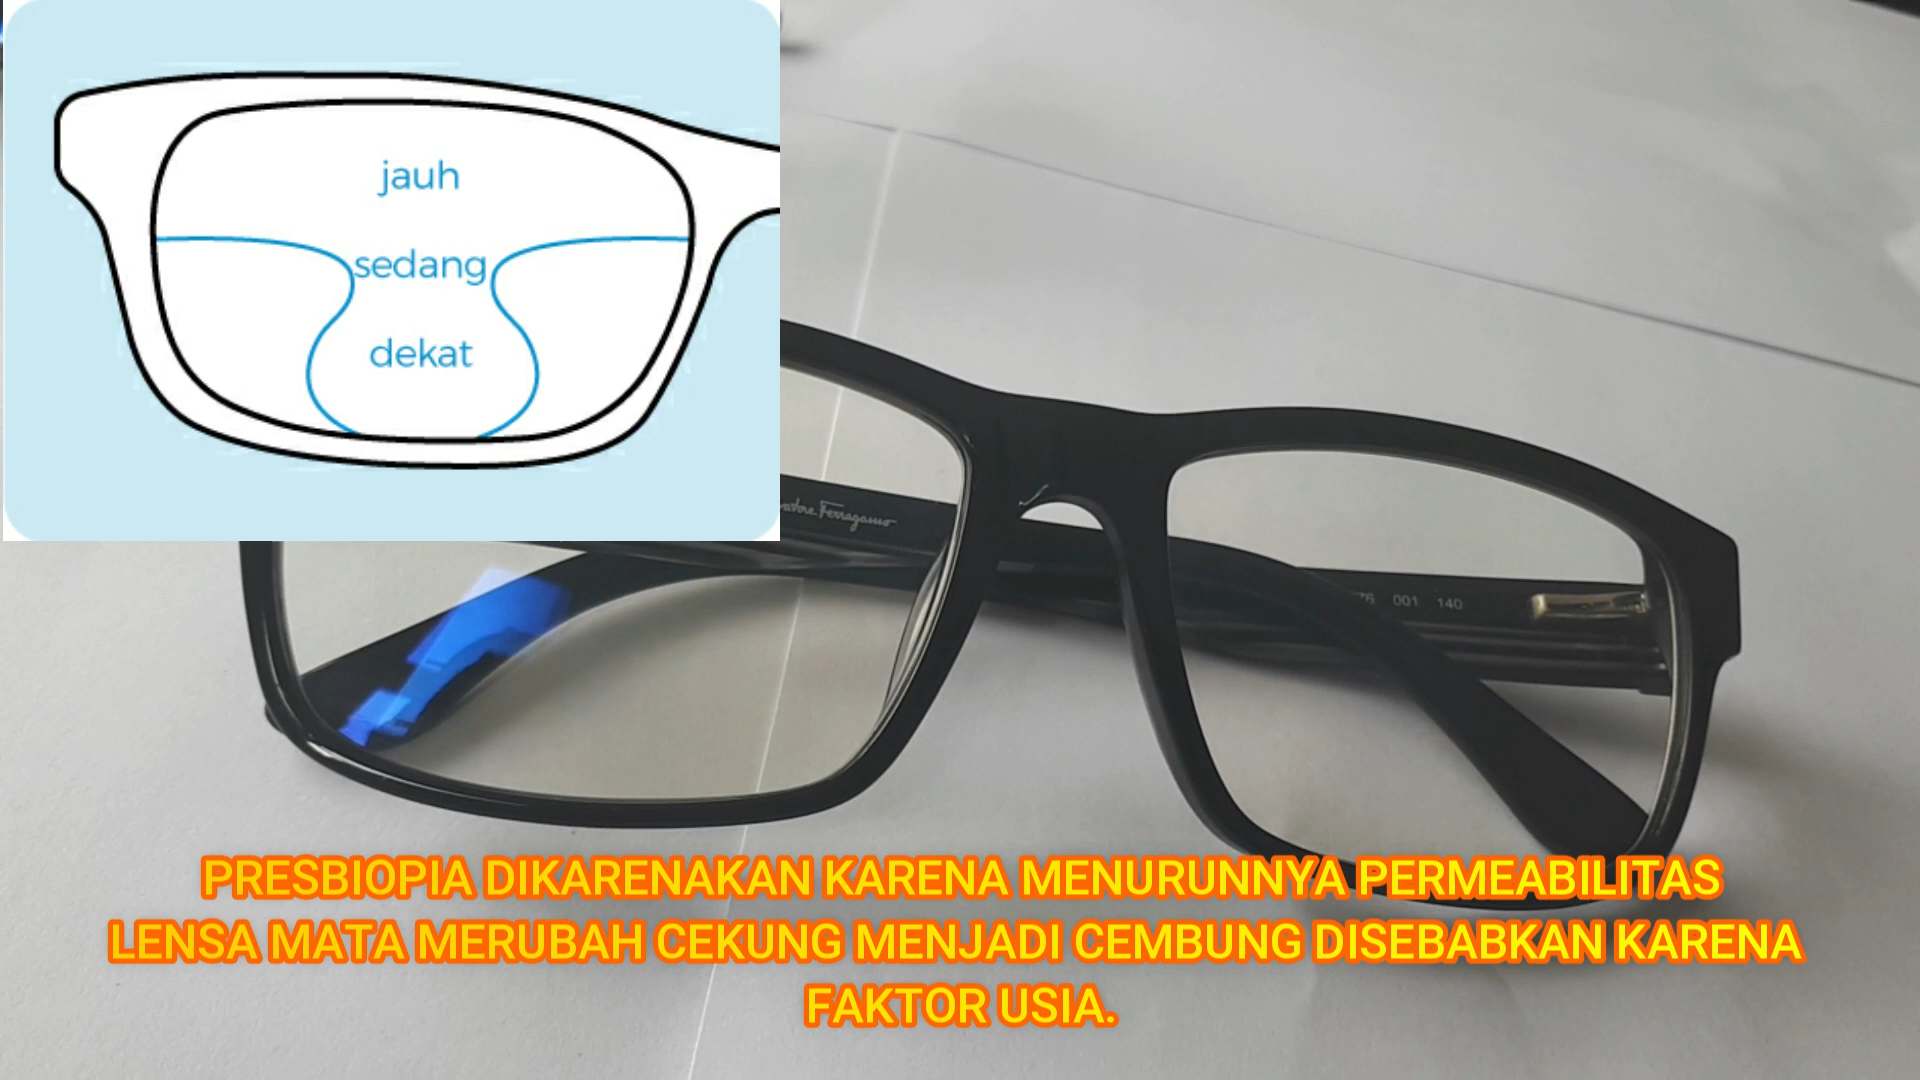 jauh
sedang
dekat
Ferragamo
001 140
PRESBIOPIA DIKARENAKAN KARENA MENURUNNYA PERMEABILITAS
LENSA MATA MERUBAH CEKUNG MENJADI CEMBUNG DISEBABKAN KARENA
FAKTOR USIA.